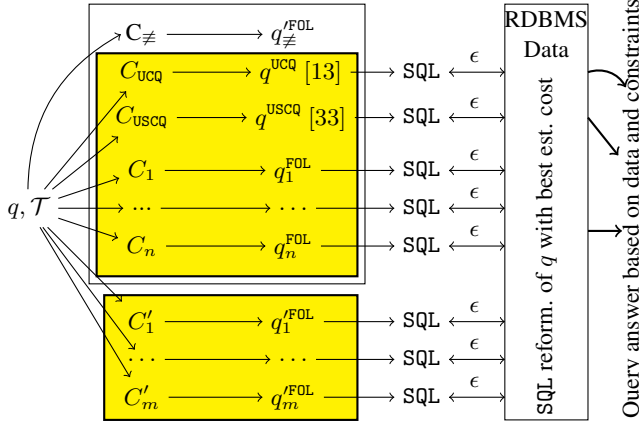 C≢ q'FOL≢
CUCQ qUCQ [13] SQL ϵ
CUSCQ qUSCQ [33] SQL ϵ
C1 qFOL1 SQL ϵ
q, 𝒯 ... · · · SQL ϵ
Cn qFOLn SQL ϵ
C'1 q'FOL1 SQL ϵ
· · · · · · SQL ϵ
C'm q'FOLm SQL ϵ
RDBMS
Data
SQL reform. of q with best est. cost
Query answer based on data and constraints